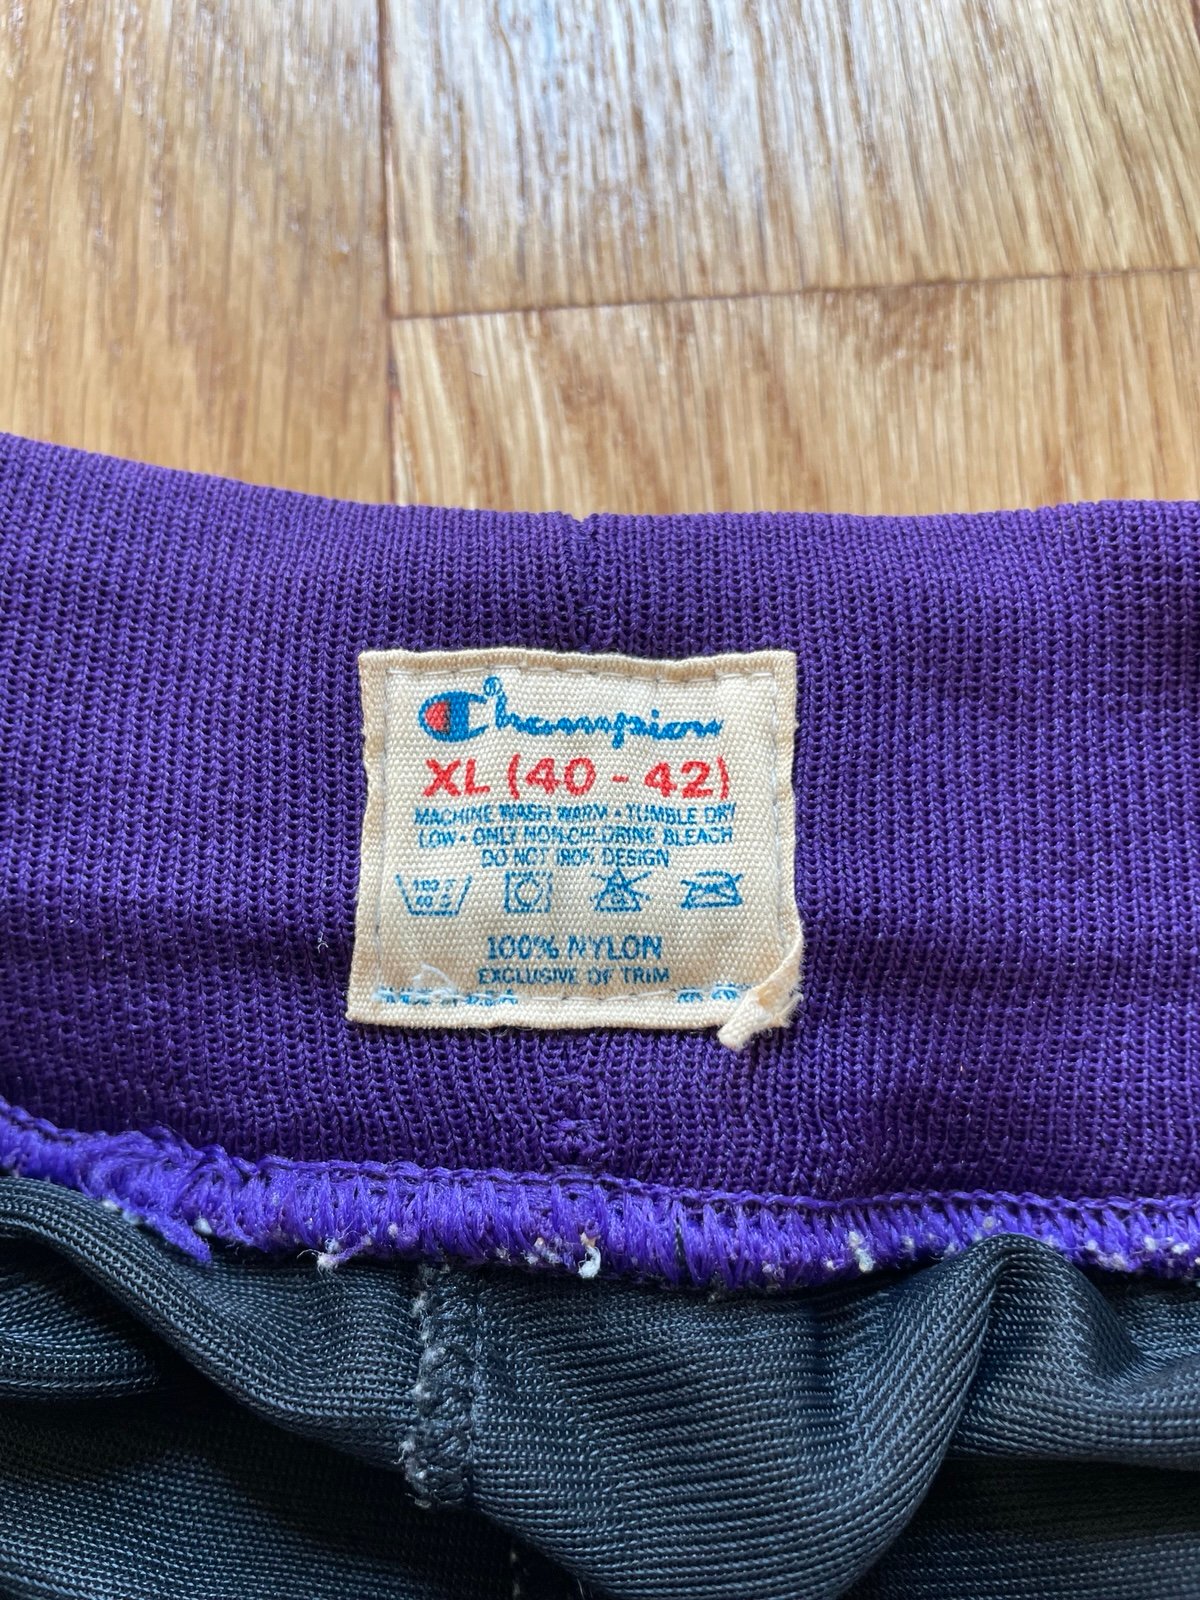 Champion®
XL (40 - 42)
MACHINE WASH WARM • TUMBLE DRY
LOW • ONLY NON-CHLORINE BLEACH
DO NOT IRON DESIGN
100% NYLON
EXCLUSIVE OF TRIM